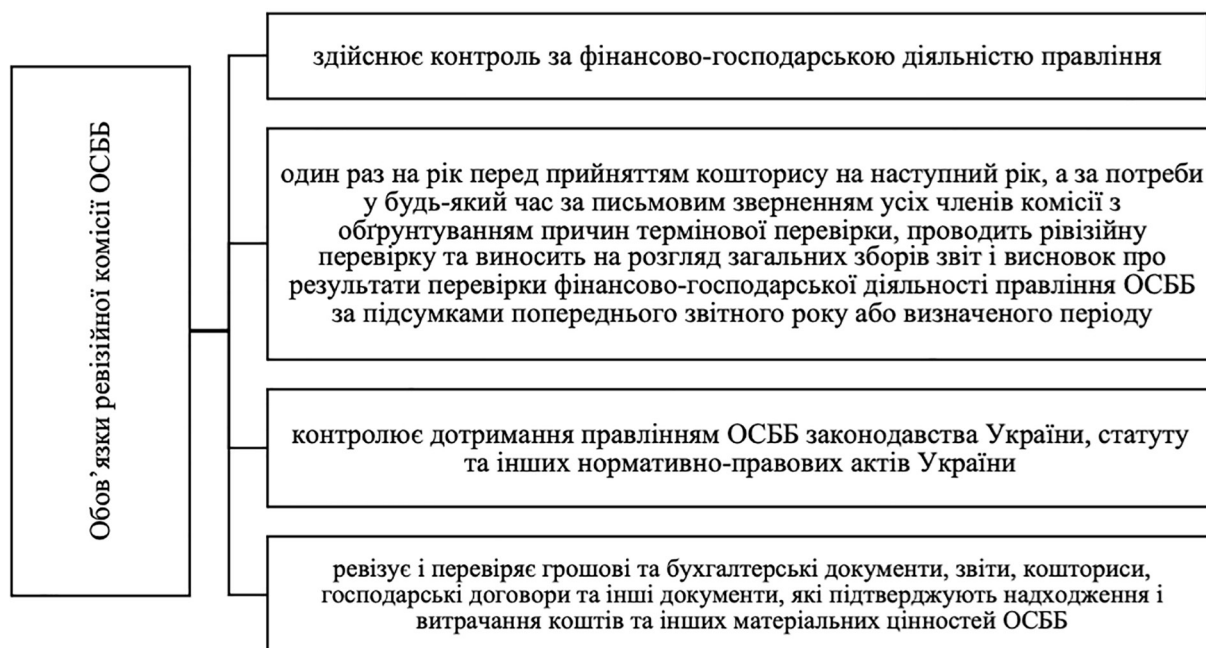 Обов’язки ревізійної комісії ОСББ
здійснює контроль за фінансово-господарською діяльністю правління
один раз на рік перед прийняттям кошторису на наступний рік, а за потреби
у будь-який час за письмовим зверненням усіх членів комісії з
обґрунтуванням причин термінової перевірки, проводить рівізійну
перевірку та виносить на розгляд загальних зборів звіт і висновок про
результати перевірки фінансово-господарської діяльності правління ОСББ
за підсумками попереднього звітного року або визначеного періоду
контролює дотримання правлінням ОСББ законодавства України, статуту
та інших нормативно-правових актів України
ревізує і перевіряє грошові та бухгалтерські документи, звіти, кошториси,
господарські договори та інші документи, які підтверджують надходження і
витрачання коштів та інших матеріальних цінностей ОСББ